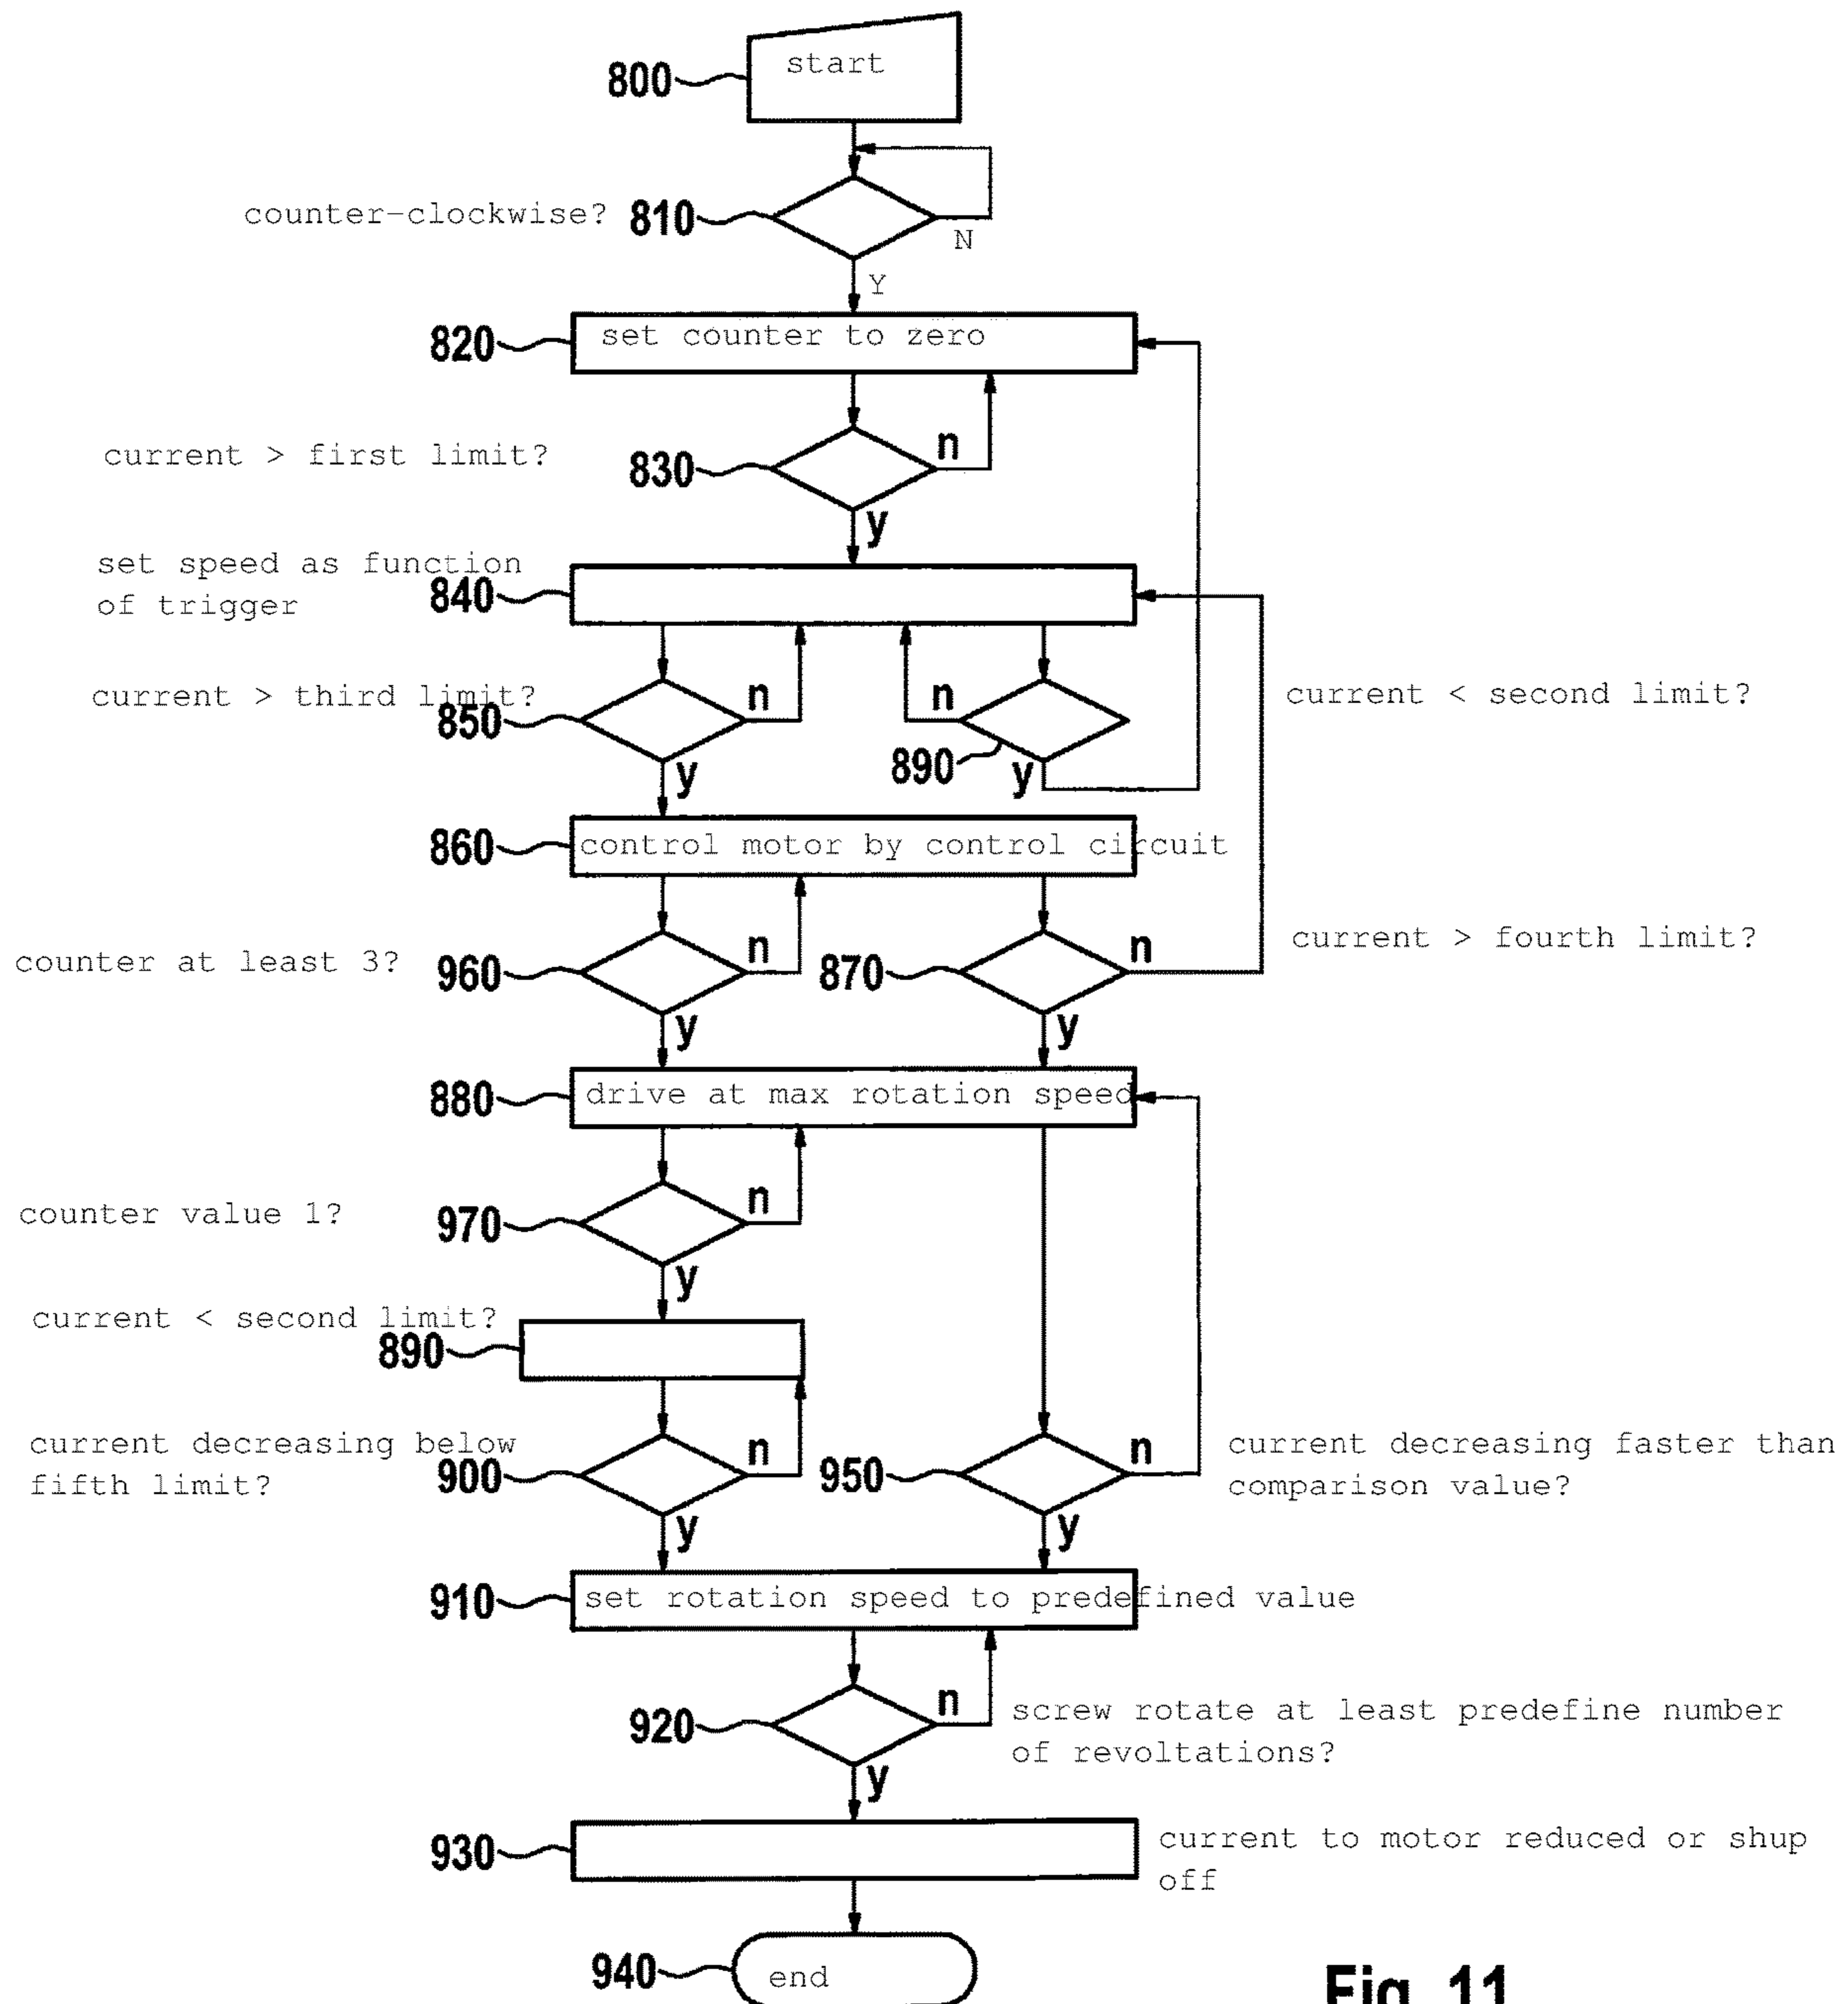 start
800
counter-clockwise?
810
N
Y
820
set counter to zero
current > first limit?
830
n
y
set speed as function
of trigger
840
current > third limit?
850
n
y
n
890
y
current < second limit?
860
control motor by control circuit
counter at least 3?
960
n
y
870
n
y
current > fourth limit?
880
drive at max rotation speed
counter value 1?
970
n
y
current < second limit?
890
current decreasing below
fifth limit?
900
n
y
950
n
y
current decreasing faster than
comparison value?
910
set rotation speed to predefined value
920
n
y
screw rotate at least predefine number
of revoltations?
930
current to motor reduced or shup
off
940
end
Fig. 11